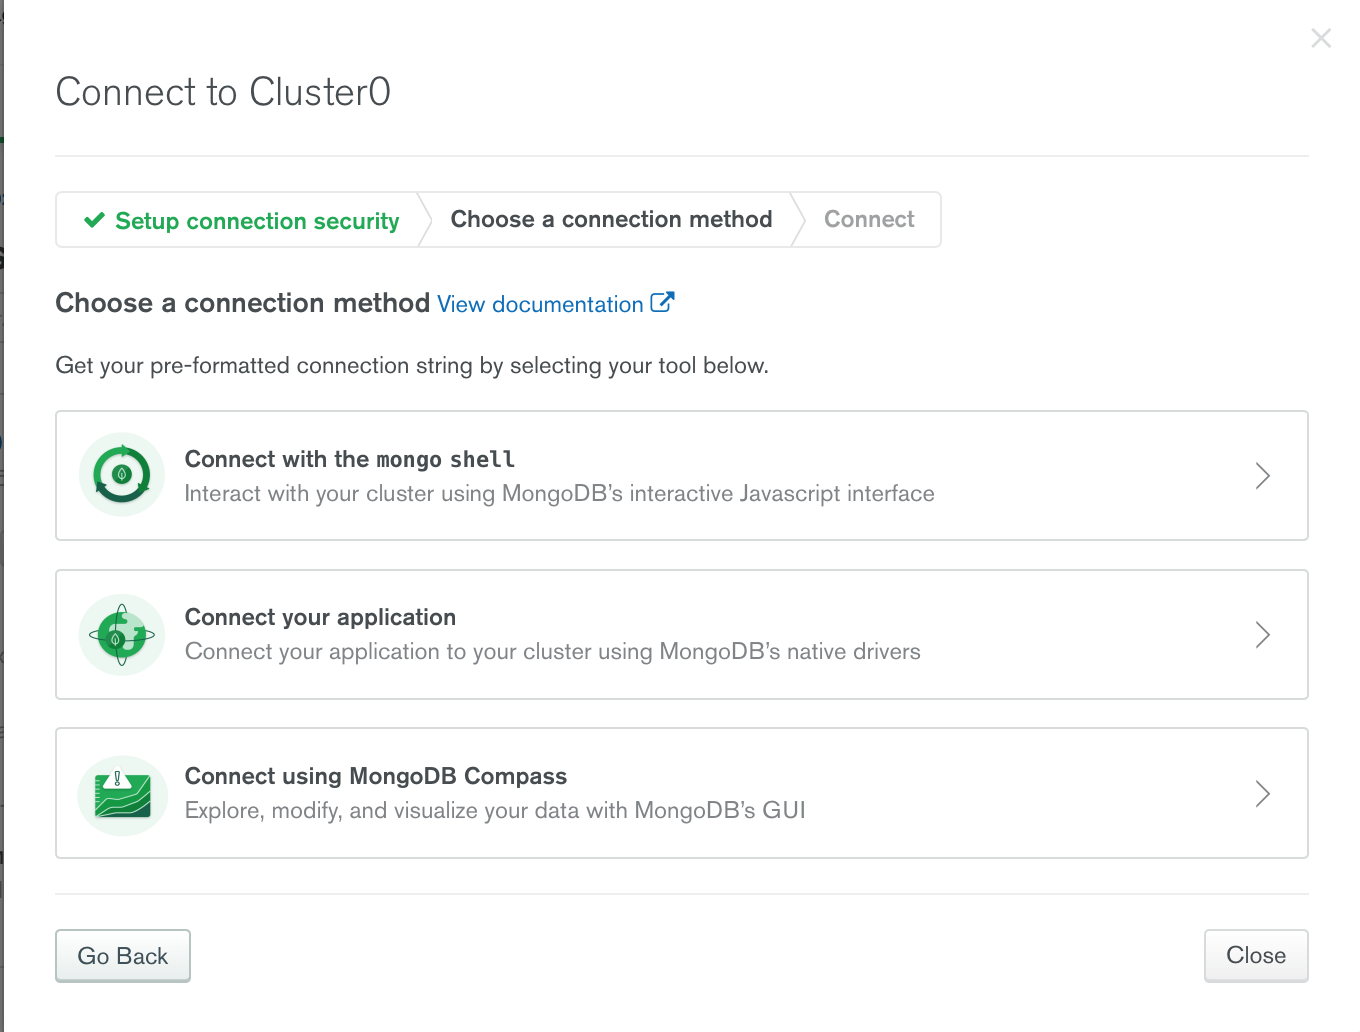 Connect to Cluster0
Setup connection security
Choose a connection method
Connect
Choose a connection method View documentation
Get your pre-formatted connection string by selecting your tool below.
Connect with the mongo shell
Interact with your cluster using MongoDB’s interactive Javascript interface
Connect your application
Connect your application to your cluster using MongoDB’s native drivers
Connect using MongoDB Compass
Explore, modify, and visualize your data with MongoDB’s GUI
Go Back
Close